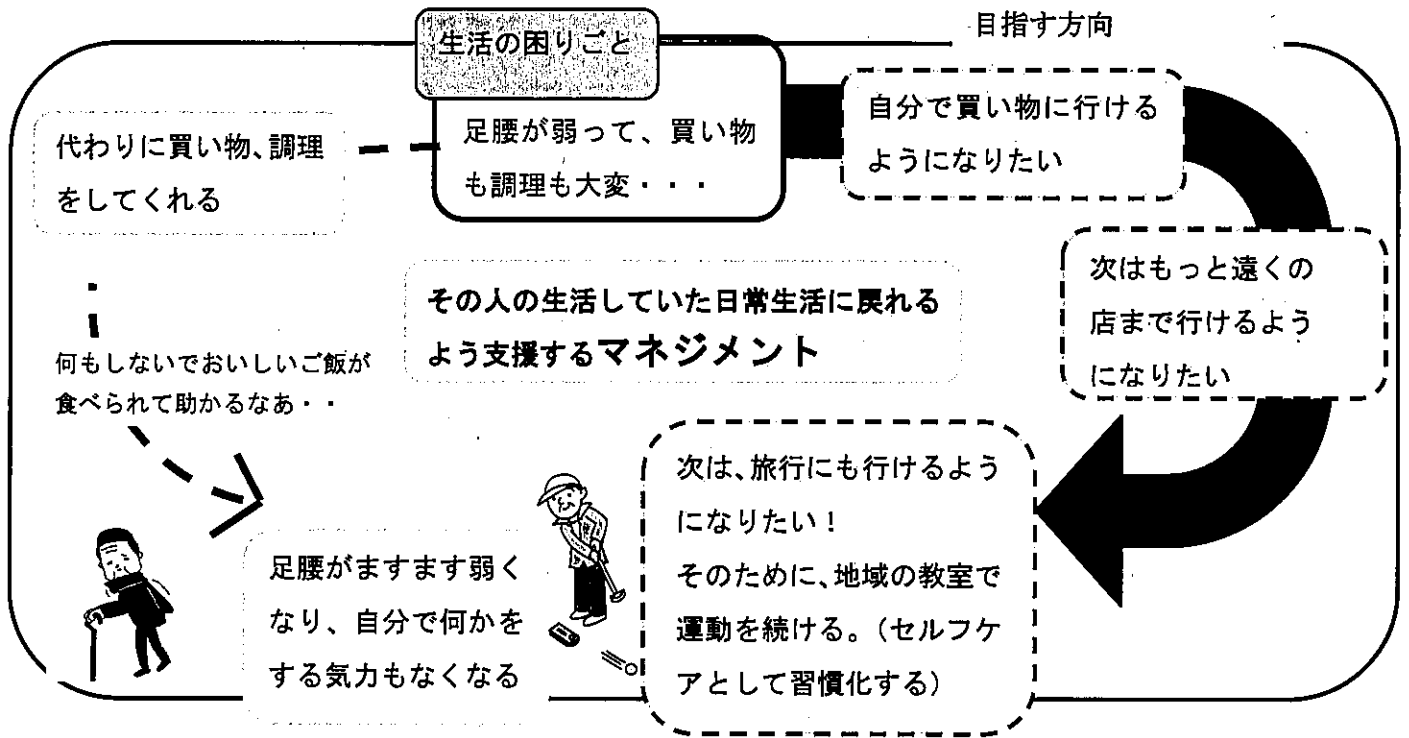 目指す方向
生活の困りごと
足腰が弱って、買い物
も調理も大変・・・
自分で買い物に行ける
ようになりたい
次はもっと遠くの
店まで行けるよう
になりたい
次は、旅行にも行けるよう
になりたい！
そのために、地域の教室で
運動を続ける。（セルフケ
アとして習慣化する）
代わりに買い物、調理
をしてくれる
何もしないでおいしいご飯が
食べられて助かるなあ・・
足腰がますます弱く
なり、自分で何かを
する気力もなくなる
その人の生活していた日常生活に戻れる
よう支援するマネジメント